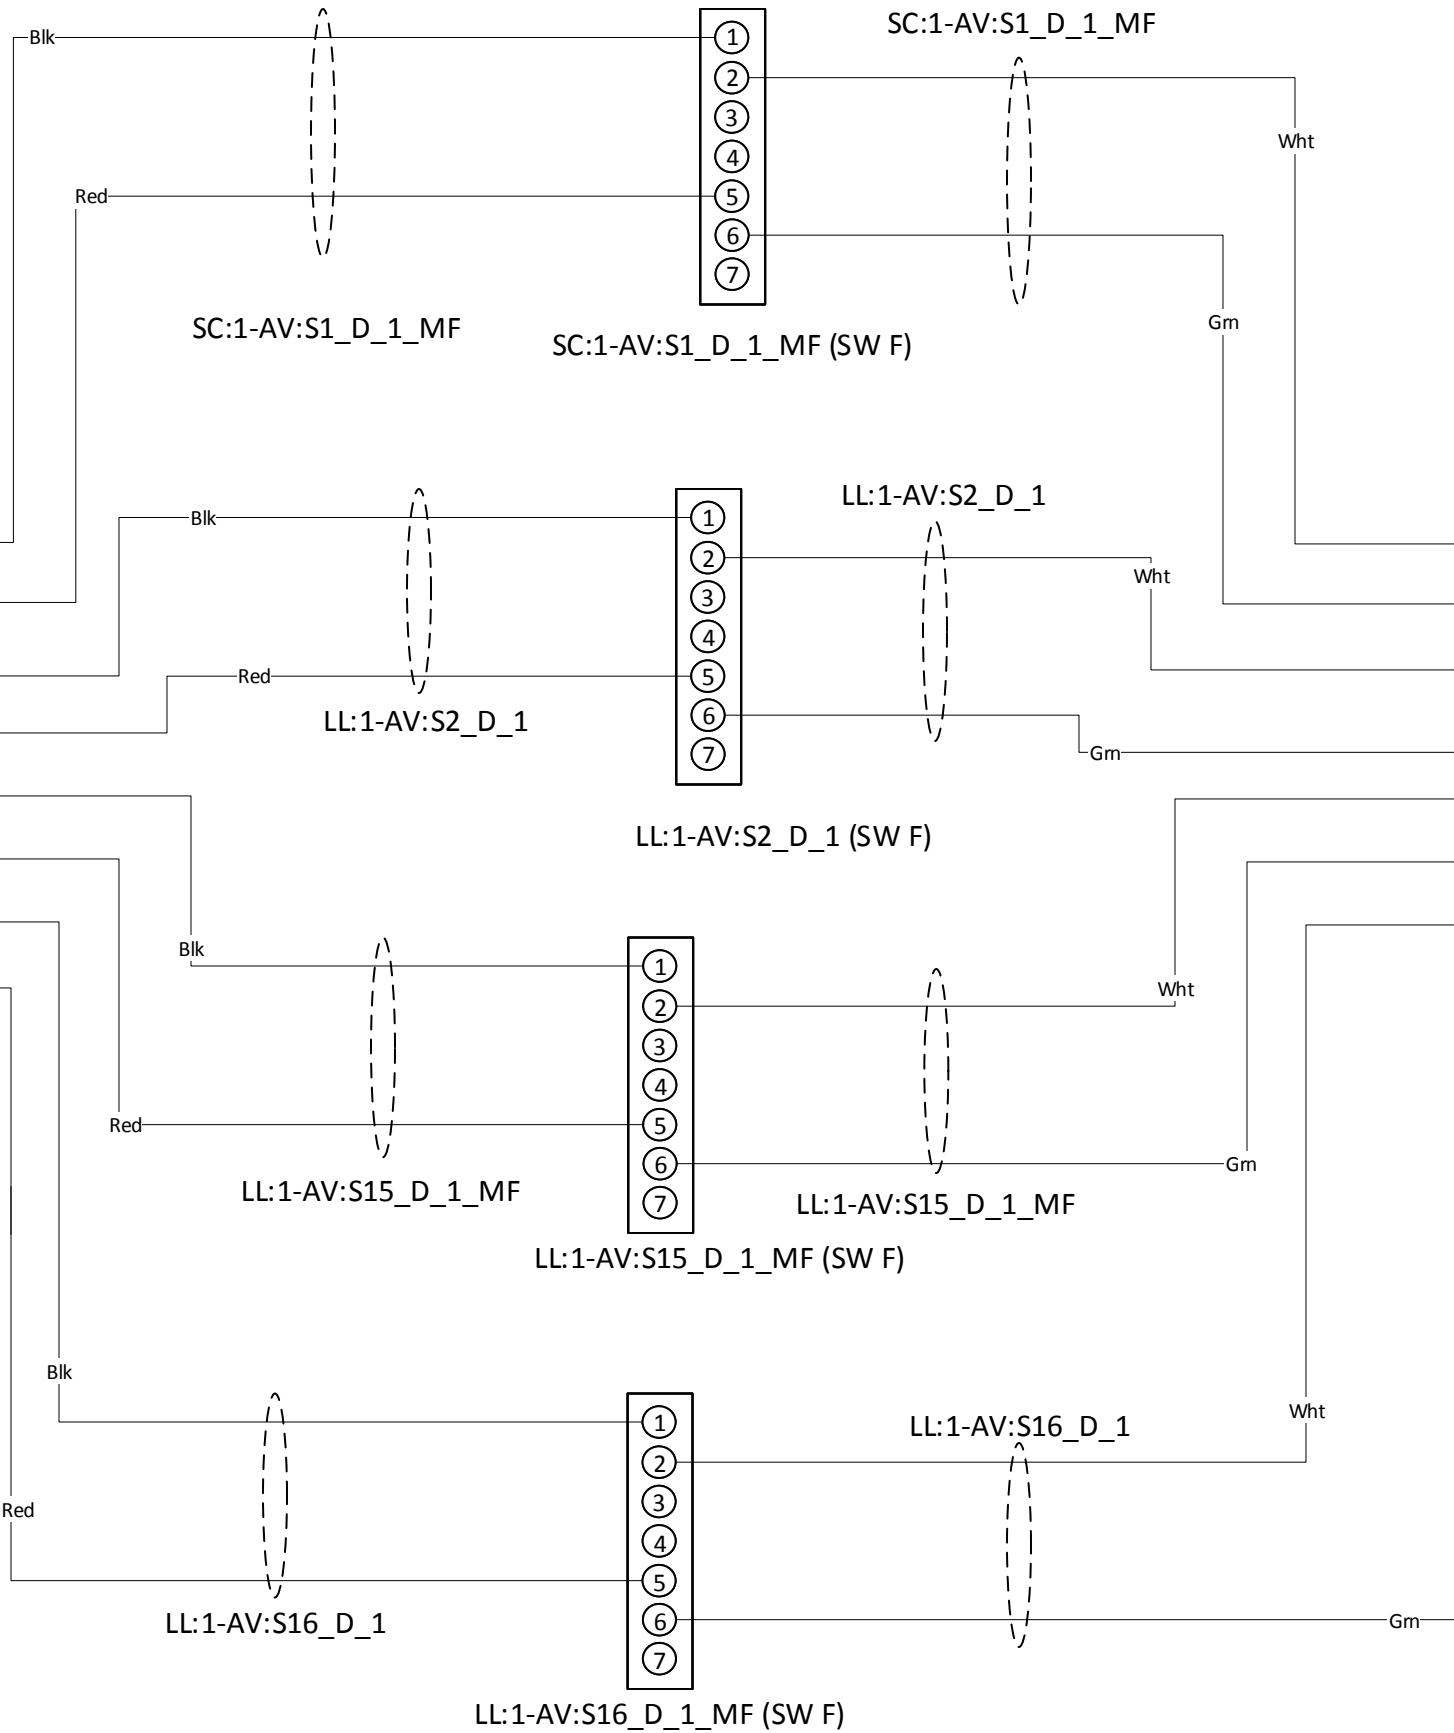 SC:1-AV:S1_D_1_MF
Blk
1
2
3
Wht
4
Red
5
6
7
Grn
SC:1-AV:S1_D_1_MF
SC:1-AV:S1_D_1_MF (SW F)
LL:1-AV:S2_D_1
Blk
1
2
Wht
3
4
Red
5
6
LL:1-AV:S2_D_1
7
Grn
LL:1-AV:S2_D_1 (SW F)
Blk
1
Wht
2
3
4
Red
5
6
Grn
LL:1-AV:S15_D_1_MF
7
LL:1-AV:S15_D_1_MF
LL:1-AV:S15_D_1_MF (SW F)
Blk
Wht
1
LL:1-AV:S16_D_1
2
3
Red
4
5
6
Grn
LL:1-AV:S16_D_1
7
LL:1-AV:S16_D_1_MF (SW F)